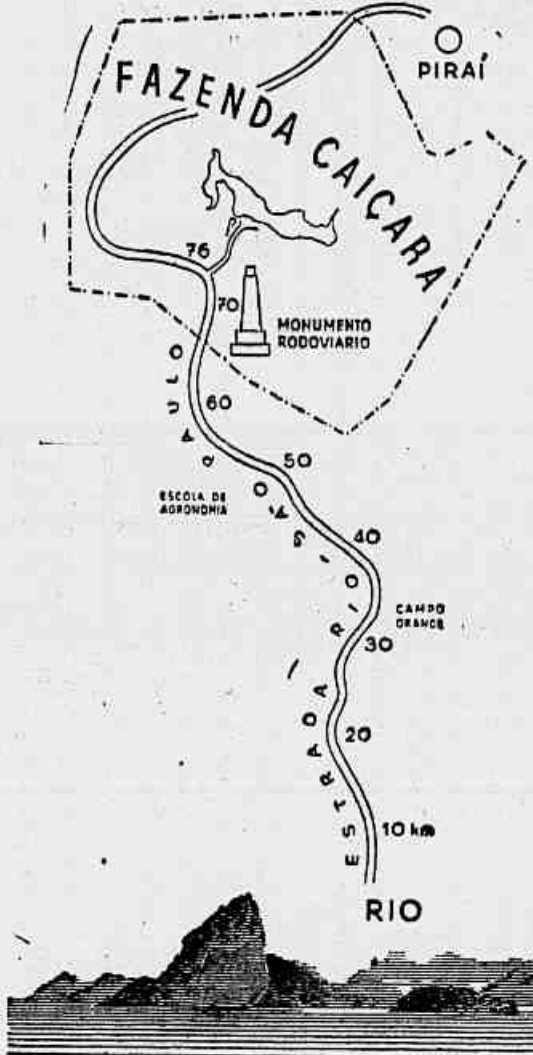 PIRAÍ
FAZENDA CAIÇARA
76
70
MONUMENTO
RODOVIARIO
60
50
ESCOLA DE
AGRONOMIA
40
CAMPO
GRANDE
30
20
10 km
ESTRADA RIO - S. PAULO
RIO